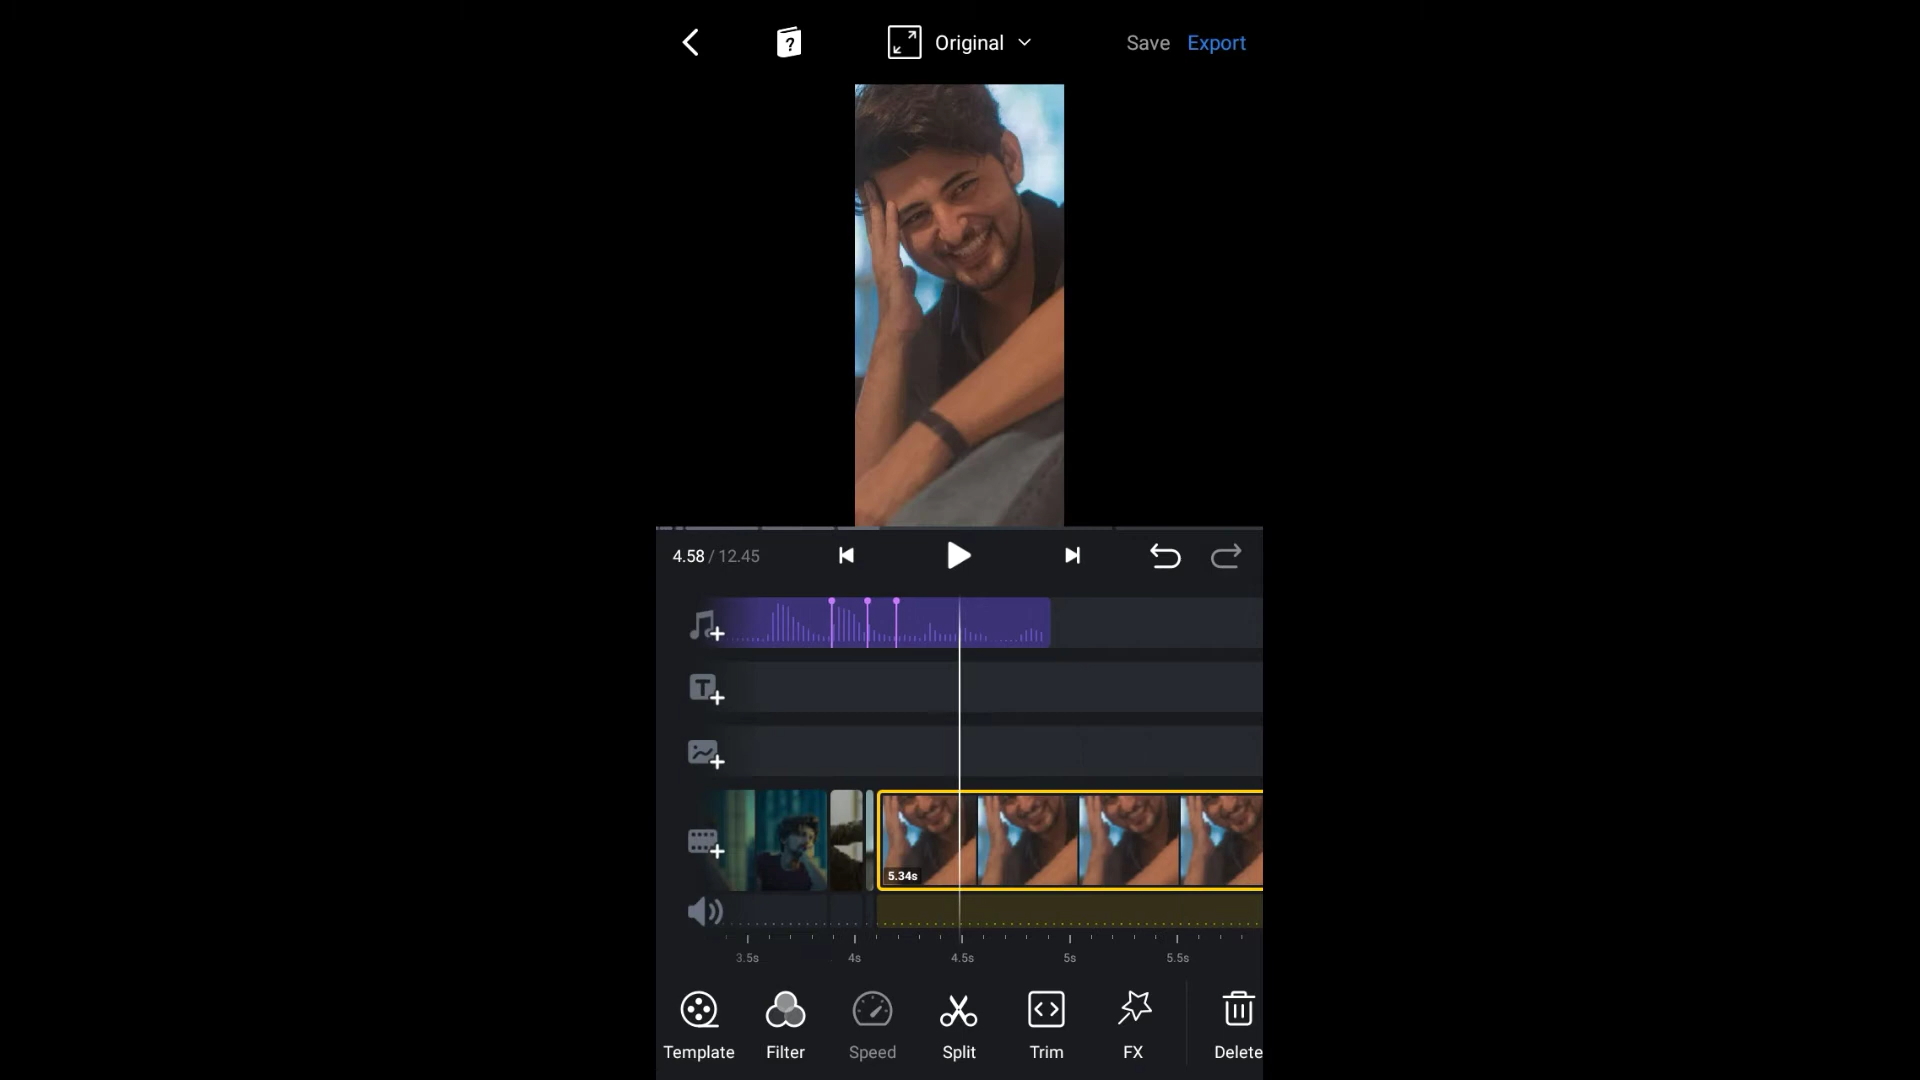 Original
Save Export
4.58 / 12.45
5.34s
3.5s 4s 4.5s 5s 5.5s
Template Filter Speed Split Trim FX Delete